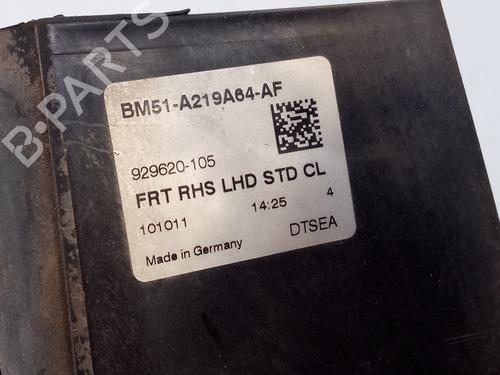 BM51-A219A64-AF
929620-105
FRT RHS LHD STD CL
101011 14:25 4
Made in Germany DTSEA
B-PARTS